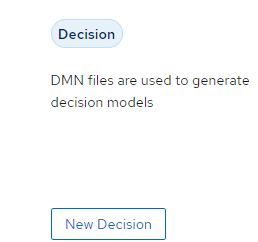 Decision
DMN files are used to generate
decision models
New Decision